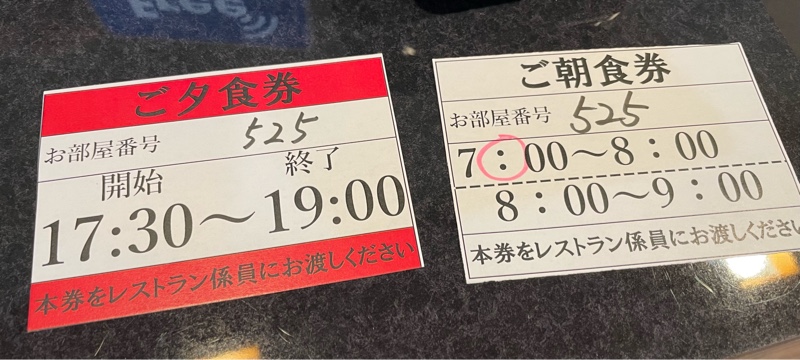 Free
ご夕食券
お部屋番号 525
開始 終了
17:30〜19:00
本券をレストラン係員にお渡しください
ご朝食券
お部屋番号 525
7：00〜8：00
8：00〜9：00
本券をレストラン係員にお渡しください